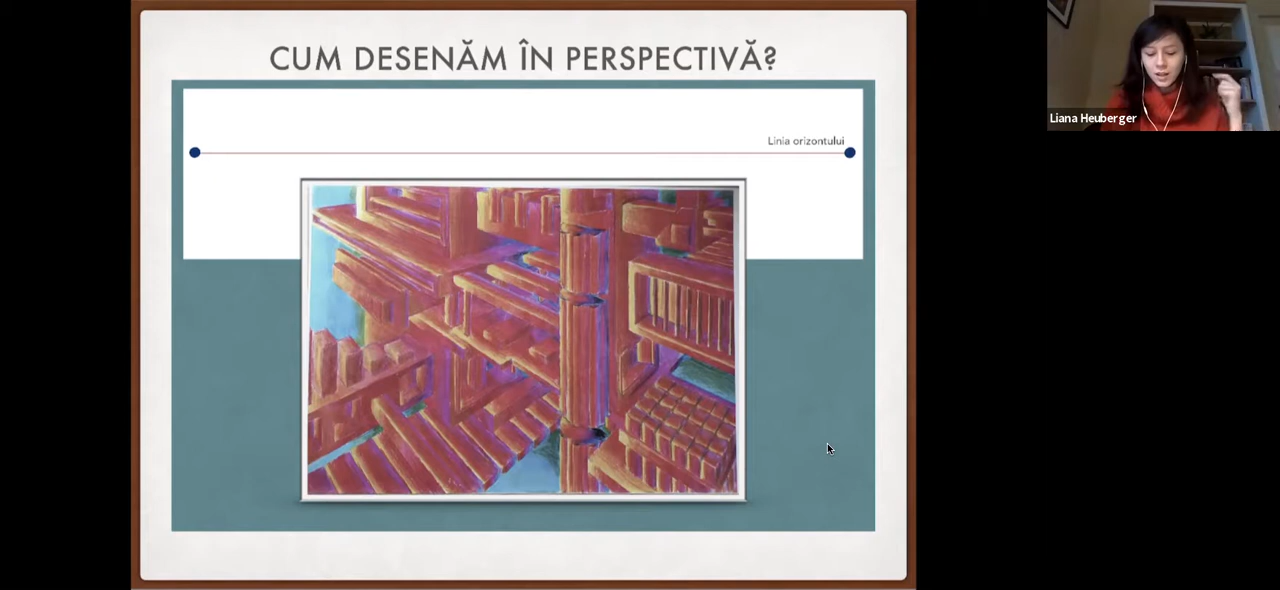 CUM DESENĂM ÎN PERSPECTIVĂ?
Linia orizontului
Liana Heuberger